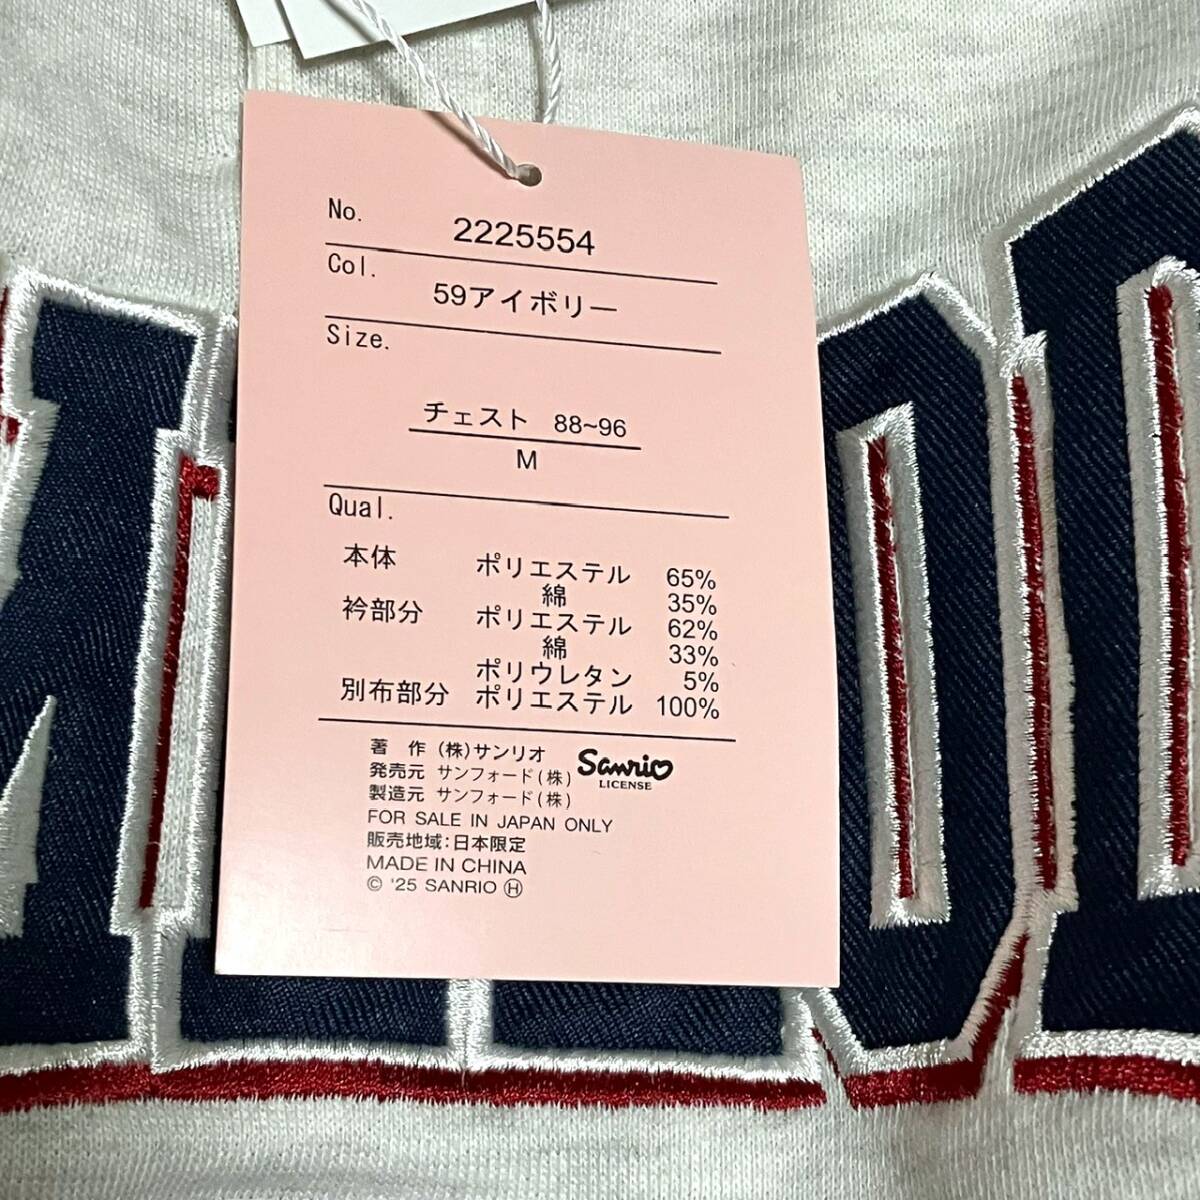 No. 2225554
Col. 59アイボリー
Size.
チェスト 88~96
M
Qual.
本体 ポリエステル 65%
綿 35%
衿部分 ポリエステル 62%
綿 33%
ポリウレタン 5%
別布部分 ポリエステル 100%
著 作 (株)サンリオ
発売元 サンフォード(株)
製造元 サンフォード(株)
Sanrio
LICENSE
FOR SALE IN JAPAN ONLY
販売地域:日本限定
MADE IN CHINA
© '25 SANRIO Ⓗ